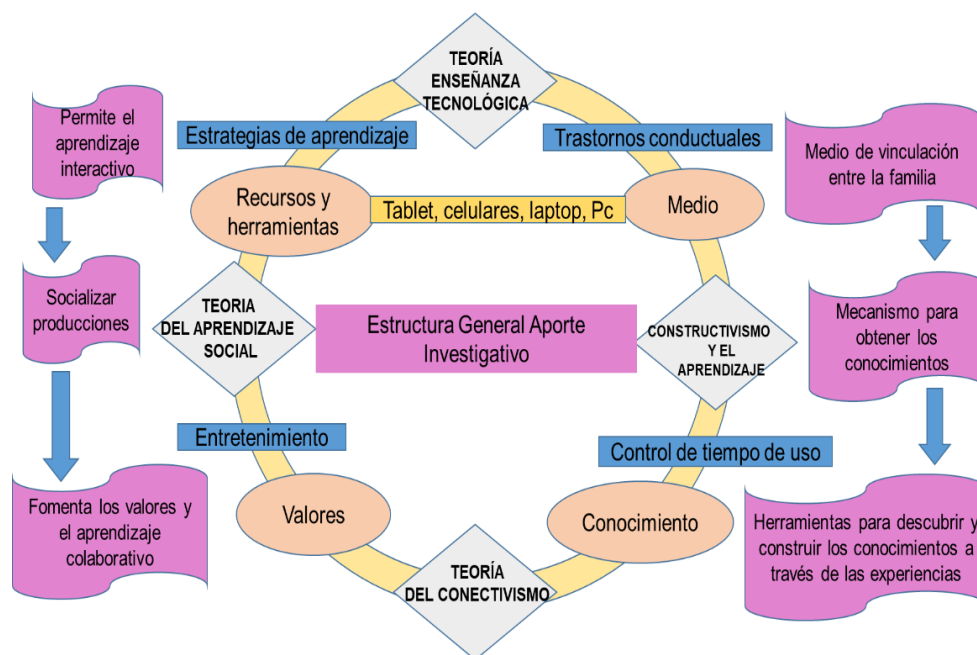 TEORÍA
ENSEÑANZA
TECNOLÓGICA
Permite el
aprendizaje
interactivo
Estrategias de aprendizaje
Trastornos conductuales
Medio de vinculación
entre la familia
Recursos y
herramientas
Tablet, celulares, laptop, Pc
Medio
Socializar
producciones
TEORIA
DEL APRENDIZAJE
SOCIAL
Estructura General Aporte
Investigativo
CONSTRUCTIVISMO
Y EL
APRENDIZAJE
Mecanismo para
obtener los
conocimientos
Entretenimiento
Control de tiempo de uso
Fomenta los valores y
el aprendizaje
colaborativo
Valores
Conocimiento
Herramientas para descubrir y
construir los conocimientos a
través de las experiencias
TEORÍA
DEL CONECTIVISMO